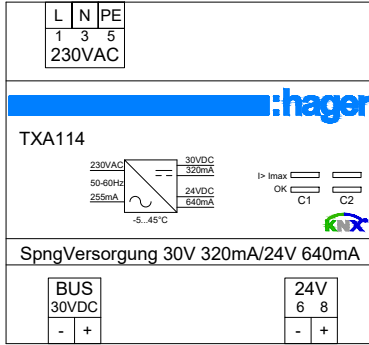 L N PE
1 3 5
230VAC
:hager
TXA114
230VAC
50-60Hz
255mA
30VDC
320mA
24VDC
640mA
-5...45°C
I> Imax
OK
C1 C2
KNX
SpngVersorgung 30V 320mA/24V 640mA
BUS
30VDC
- +
24V
6 8
- +